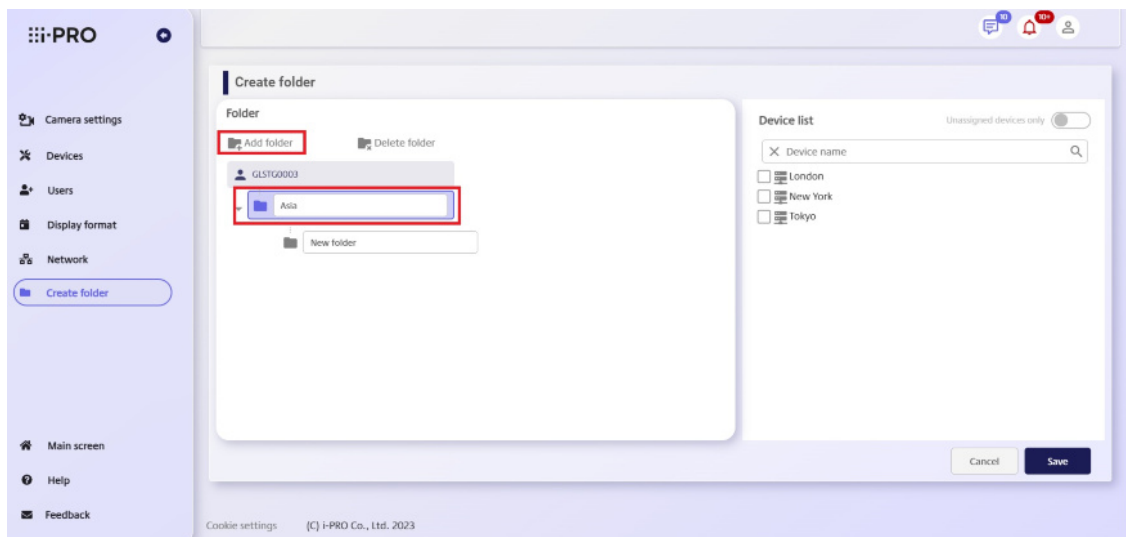 i-PRO
10
10+
Create folder
Folder
Add folder
Delete folder
GLSTG0003
Asia
New folder
Device list
Unassigned devices only
Device name
London
New York
Tokyo
Camera settings
Devices
Users
Display format
Network
Create folder
Main screen
Help
Feedback
Cancel
Save
Cookie settings
(C) i-PRO Co., Ltd. 2023